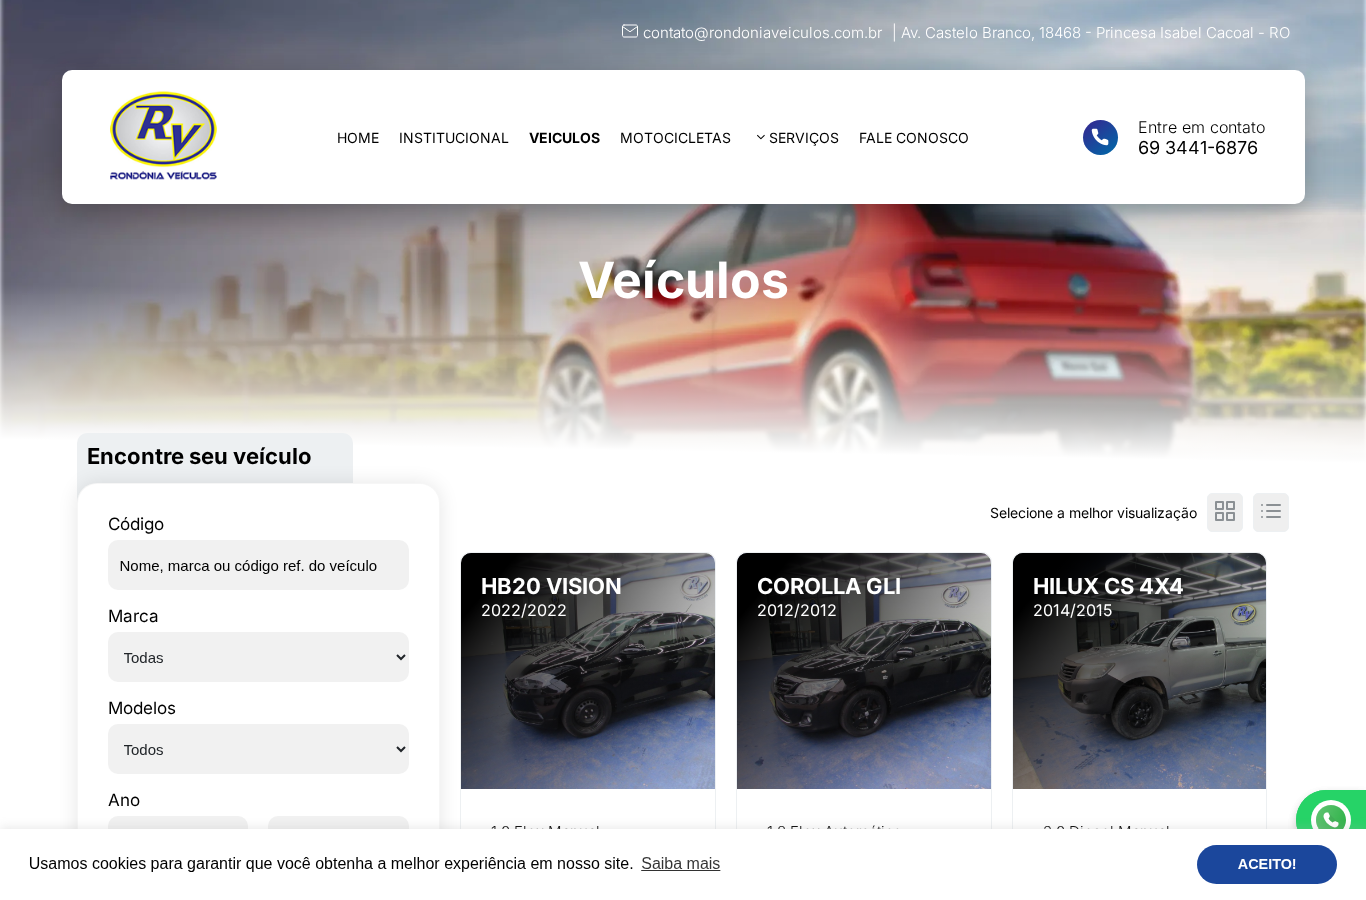 contato@rondoniaveiculos.com.br | Av. Castelo Branco, 18468 - Princesa Isabel Cacoal - RO
RV
RONDÔNIA VEÍCULOS
HOME INSTITUCIONAL VEICULOS MOTOCICLETAS SERVIÇOS FALE CONOSCO
Entre em contato
69 3441-6876
Veículos
Encontre seu veículo
Código
Nome, marca ou código ref. do veículo
Marca
Todas
Modelos
Todos
Ano
Selecione a melhor visualização
HB20 VISION
2022/2022
COROLLA GLI
2012/2012
HILUX CS 4X4
2014/2015
Usamos cookies para garantir que você obtenha a melhor experiência em nosso site. Saiba mais
ACEITO!